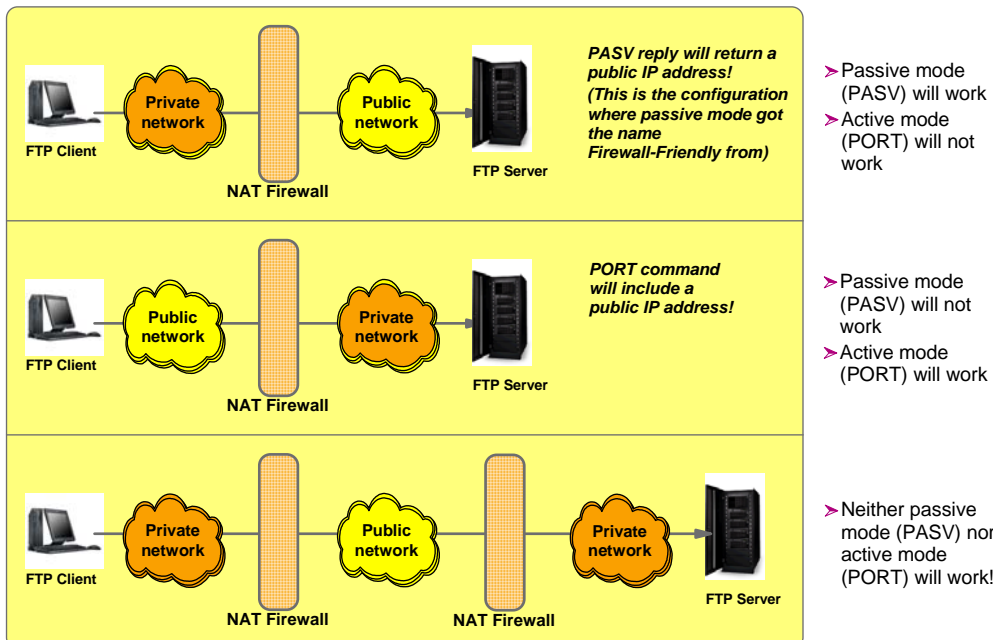 PASV reply will return a
public IP address!
(This is the configuration
where passive mode got
the name
Firewall-Friendly from)
Private
network
Public
network
FTP Client
FTP Server
NAT Firewall
➢Passive mode
(PASV) will work
➢Active mode
(PORT) will not
work
PORT command
will include a
public IP address!
Public
network
Private
network
FTP Client
FTP Server
NAT Firewall
➢Passive mode
(PASV) will not
work
➢Active mode
(PORT) will work
Private
network
Public
network
Private
network
FTP Client
FTP Server
NAT Firewall
NAT Firewall
➢Neither passive
mode (PASV) nor
active mode
(PORT) will work!